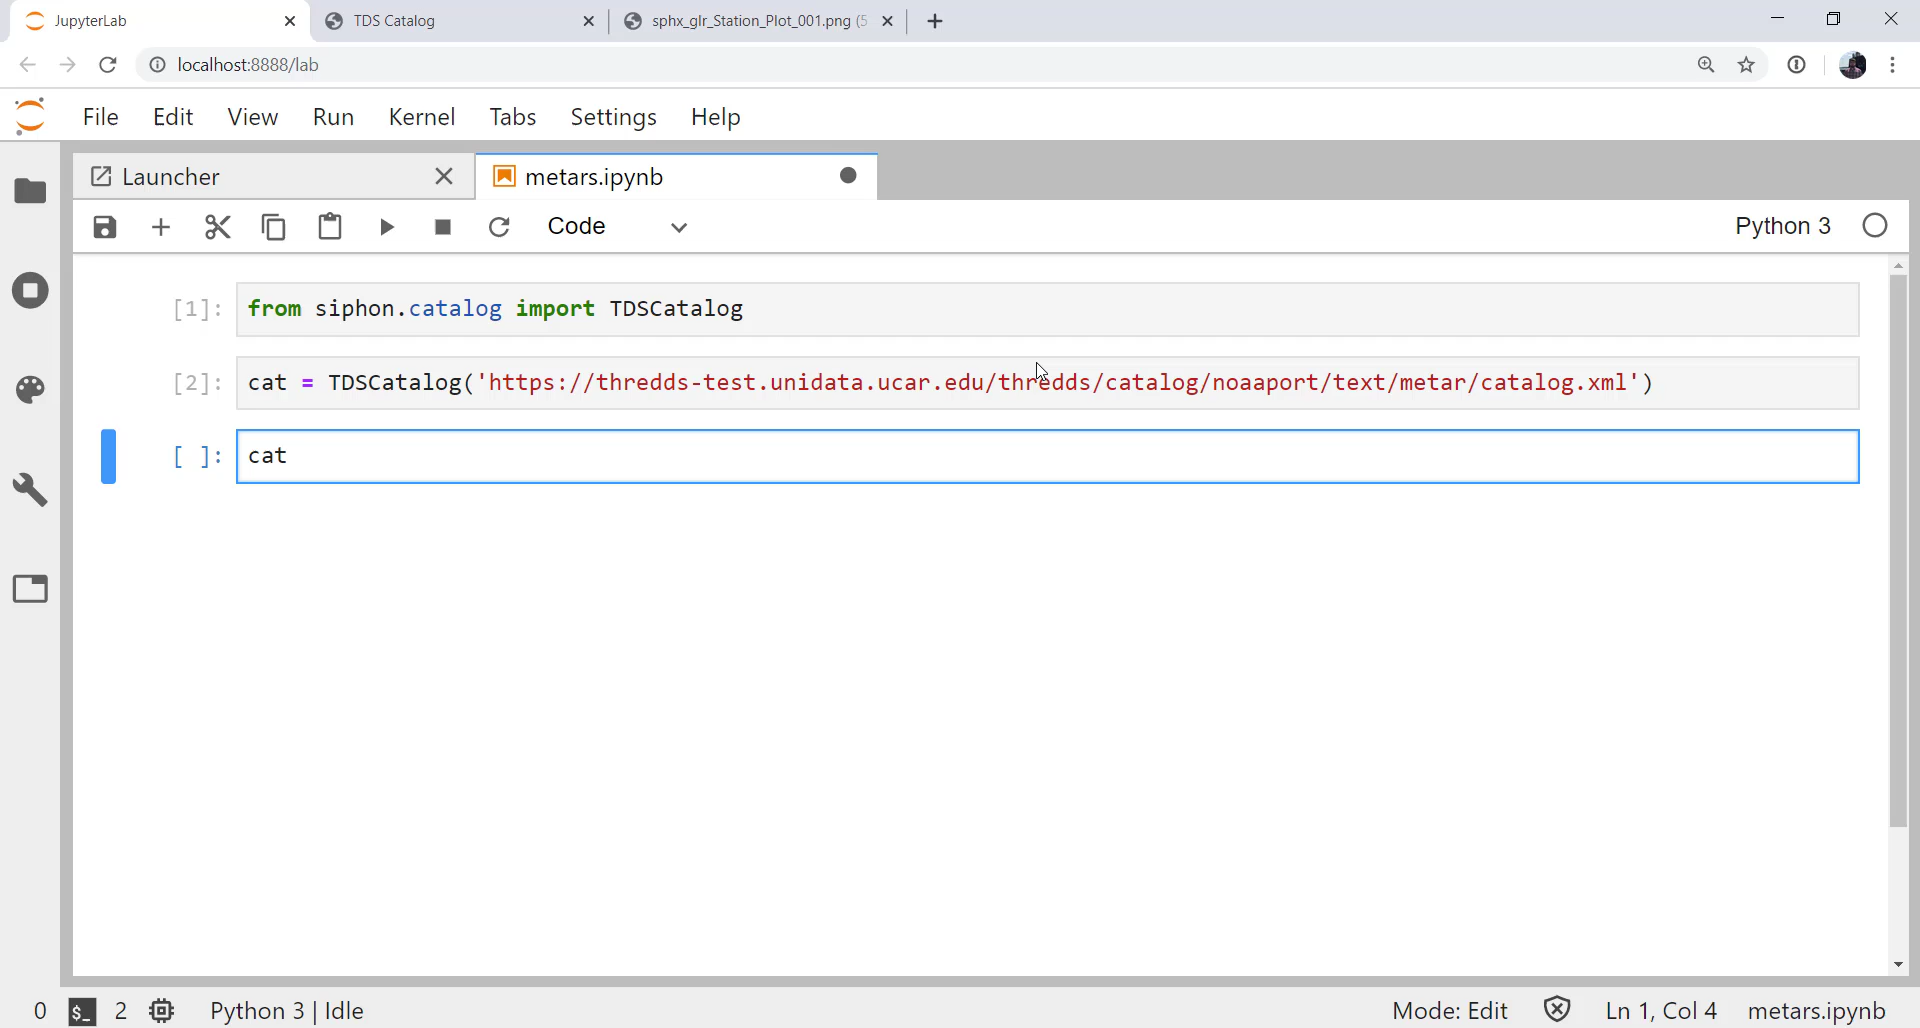 JupyterLab
TDS Catalog
sphx_glr_Station_Plot_001.png (5
localhost:8888/lab
File Edit View Run Kernel Tabs Settings Help
Launcher
metars.ipynb
Code
Python 3
[1]: from siphon.catalog import TDSCatalog
[2]: cat = TDSCatalog('https://thredds-test.unidata.ucar.edu/thredds/catalog/noaaport/text/metar/catalog.xml')
[ ]: cat
0 $_ 2 Python 3 | Idle Mode: Edit Ln 1, Col 4 metars.ipynb